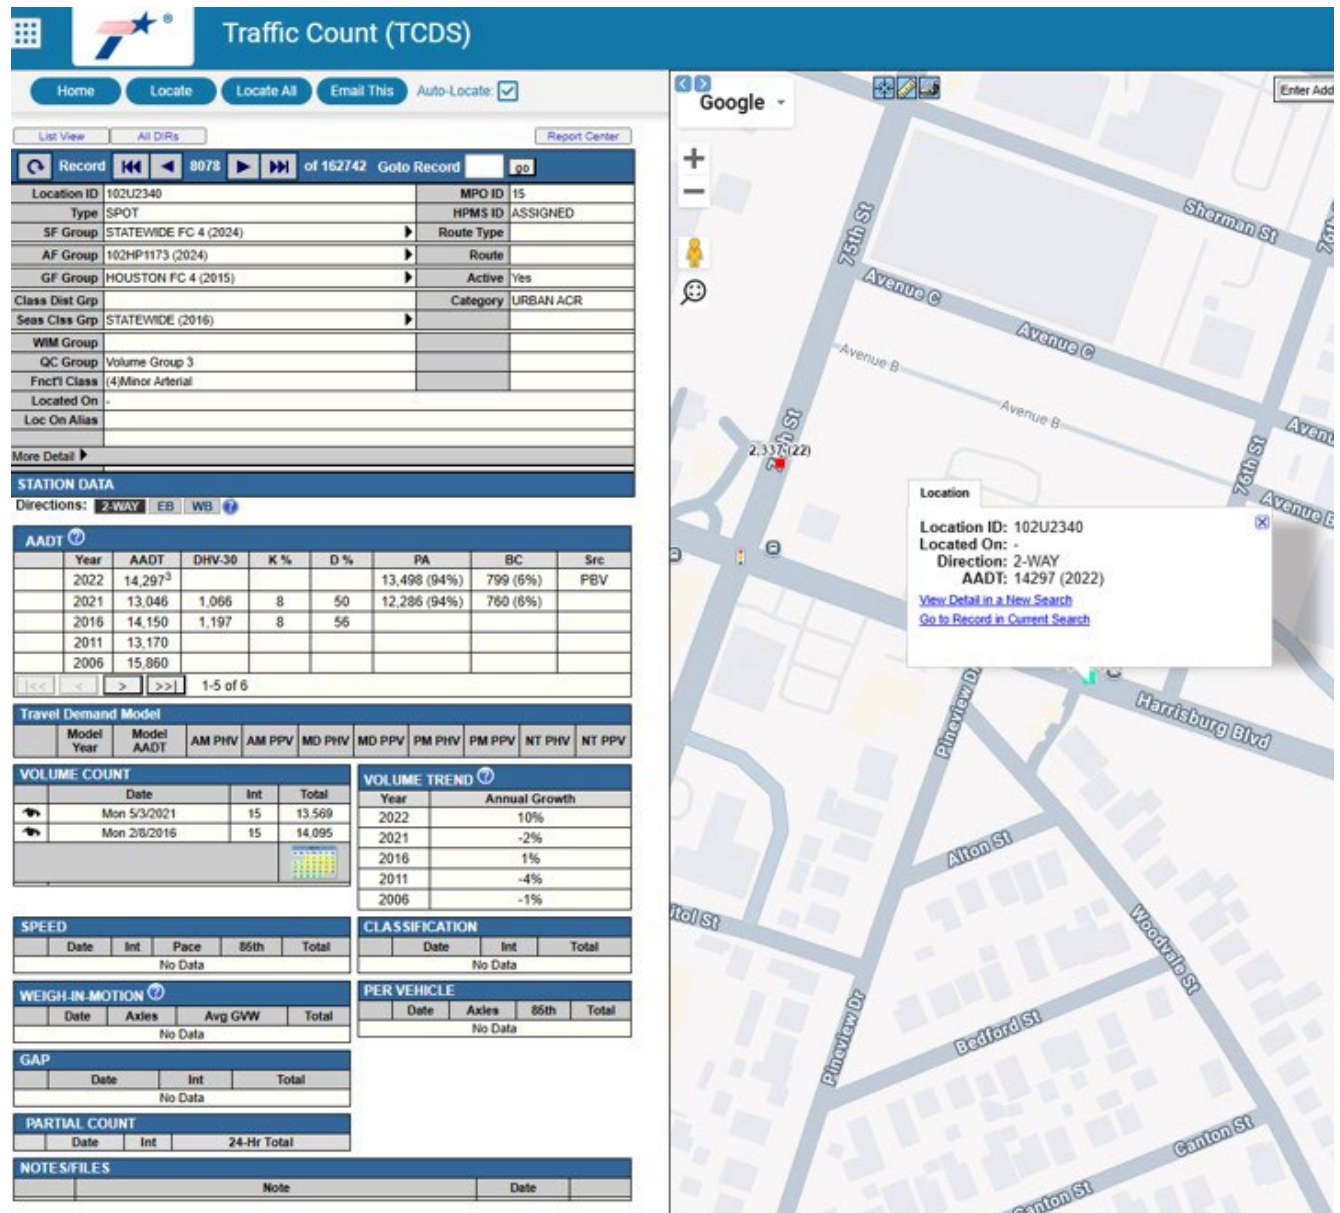 Traffic Count (TCDS)
Home Locate Locate All Email This Auto-Locate:
List View All DIRs Report Center
Record 8078 of 162742 Goto Record go
Location ID 102U2340 MPO ID 15
Type SPOT HPMS ID ASSIGNED
SF Group STATEWIDE FC 4 (2024) Route Type
AF Group 102HP1173 (2024) Route
GF Group HOUSTON FC 4 (2015) Active Yes
Class Dist Grp Category URBAN ACR
Seas Clss Grp STATEWIDE (2016)
WIM Group
QC Group Volume Group 3
Fnct'l Class (4)Minor Arterial
Located On -
Loc On Alias
More Detail
STATION DATA
Directions: 2-WAY EB WB ?
AADT ?
Year AADT DHV-30 K % D % PA BC Src
2022 14,297³ 13,498 (94%) 799 (6%) PBV
2021 13,046 1,066 8 50 12,286 (94%) 760 (6%)
2016 14,150 1,197 8 56
2011 13,170
2006 15,860
|<< < > >>| 1-5 of 6
Travel Demand Model
Model Year Model AADT AM PHV AM PPV MD PHV MD PPV PM PHV PM PPV NT PHV NT PPV
VOLUME COUNT
Date Int Total
Mon 5/3/2021 15 13,569
Mon 2/8/2016 15 14,095
VOLUME TREND ?
Year Annual Growth
2022 10%
2021 -2%
2016 1%
2011 -4%
2006 -1%
SPEED
Date Int Pace 85th Total
No Data
CLASSIFICATION
Date Int Total
No Data
WEIGH-IN-MOTION ?
Date Axles Avg GVW Total
No Data
PER VEHICLE
Date Axles 85th Total
No Data
GAP
Date Int Total
No Data
PARTIAL COUNT
Date Int 24-Hr Total
NOTES/FILES
Note Date
Google
Enter Add
75th St
Sherman St
76th
Avenue C
Avenue C
Avenue B
Avenue B
2,337 (22)
76th St
Avenue B
Location
Location ID: 102U2340
Located On: -
Direction: 2-WAY
AADT: 14297 (2022)
View Detail in a New Search
Go to Record in Current Search
Pineview Dr
Harrisburg Blvd
Alton St
itol St
Woodvale St
Pineview Dr
Bedford St
Canton St
Canton St